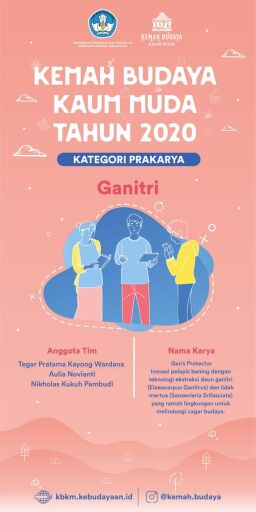 KEMAH BUDAYA
KAUM MUDA
KEMAH BUDAYA
KAUM MUDA
TAHUN 2020
KATEGORI PRAKARYA
Ganitri
Anggota Tim
Tegar Pratama Kayong Wardana
Aulia Novianti
Nikholas Kukuh Pambudi
Nama Karya
Gan's Protector
Inovasi pelapis bening dengan
teknologi ekstraksi daun ganitri
(Elaeocarpus Ganitrus) dan lidah
mertua (Sansevieria Srifasciata)
yang ramah lingkungan untuk
melindungi cagar budaya.
kbkm.kebudayaan.id
@kemah.budaya